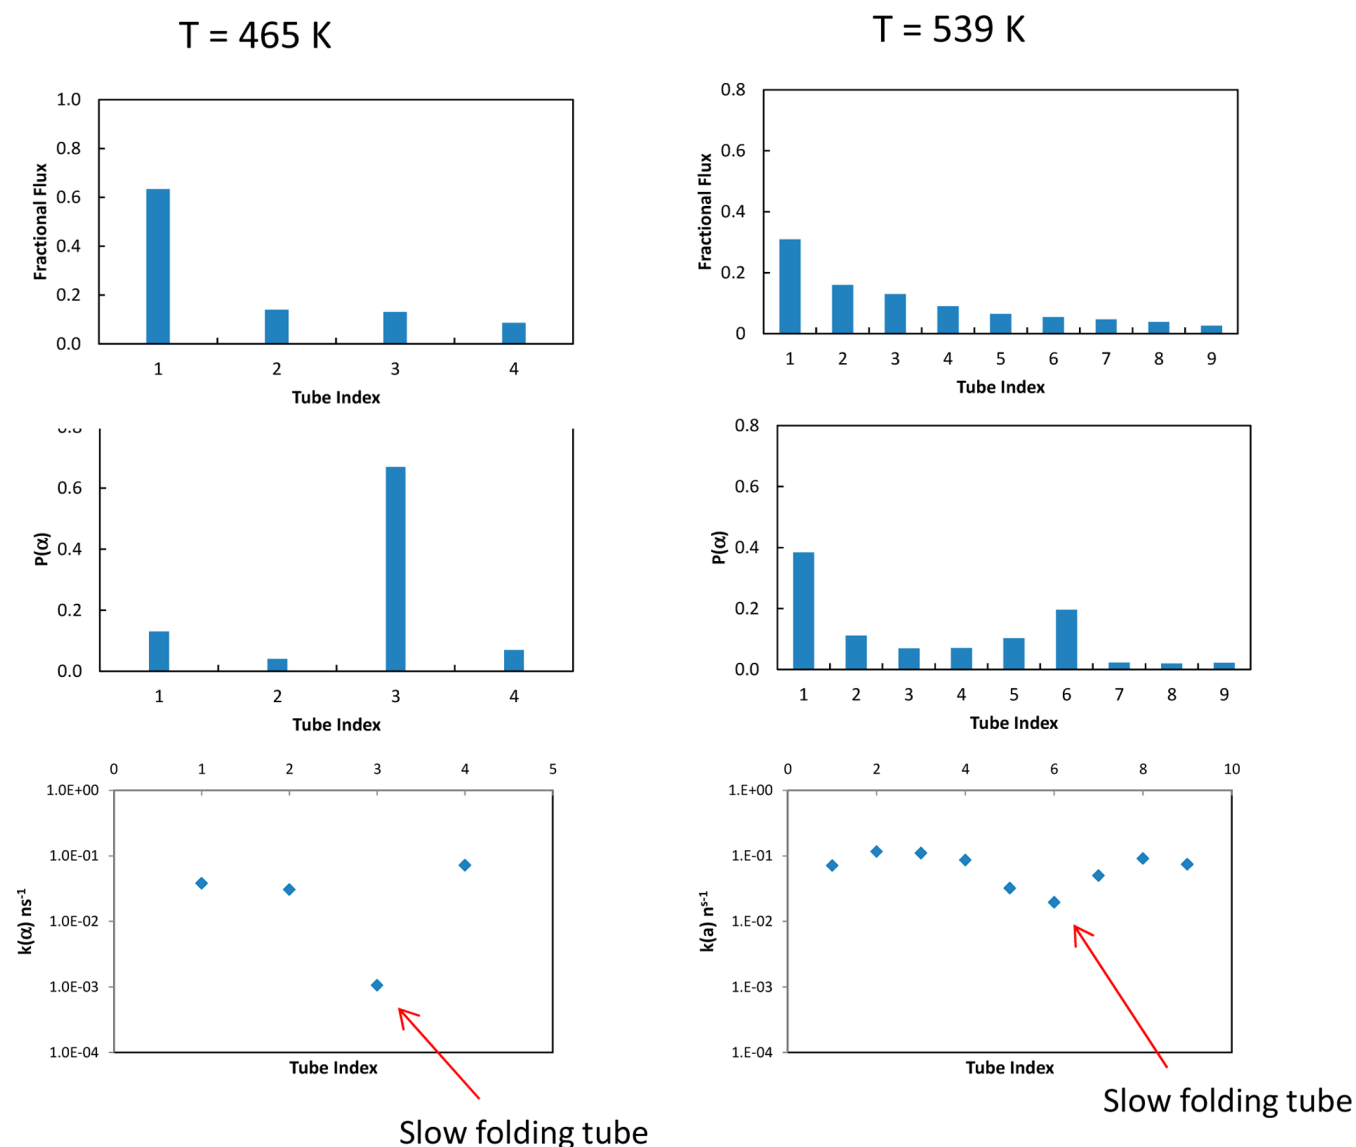 T = 465 K
1.0
0.8
0.6
0.4
0.2
0.0
Fractional Flux
1 2 3 4
Tube Index
0.8
0.6
0.4
0.2
0.0
P(α)
1 2 3 4
Tube Index
0 1 2 3 4 5
1.0E+00
1.0E-01
1.0E-02
1.0E-03
1.0E-04
k(α) ns⁻¹
Tube Index
Slow folding tube
T = 539 K
0.8
0.6
0.4
0.2
0
Fractional Flux
1 2 3 4 5 6 7 8 9
Tube Index
0.8
0.6
0.4
0.2
0.0
P(α)
1 2 3 4 5 6 7 8 9
Tube Index
0 2 4 6 8 10
1.E+00
1.E-01
1.E-02
1.E-03
1.E-04
k(a) nˢ⁻¹
Tube Index
Slow folding tube